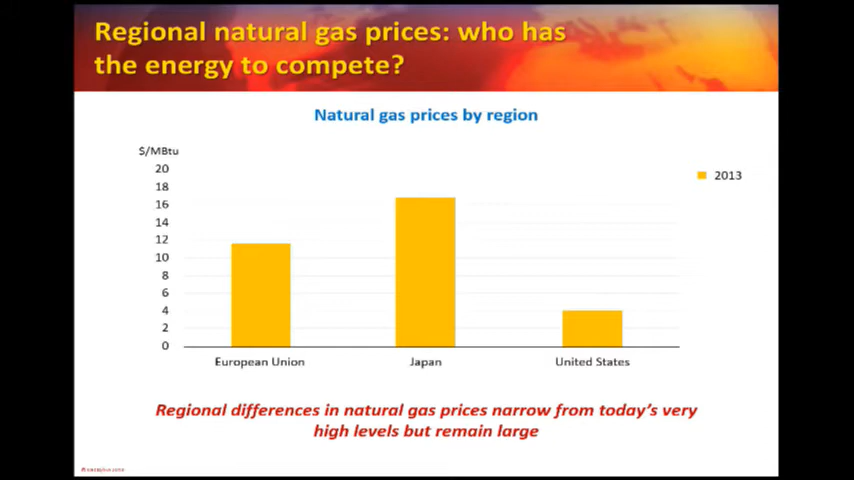 Regional natural gas prices: who has
the energy to compete?
Natural gas prices by region
$/MBtu
20
18
16
14
12
10
8
6
4
2
0
2013
European Union
Japan
United States
Regional differences in natural gas prices narrow from today's very
high levels but remain large